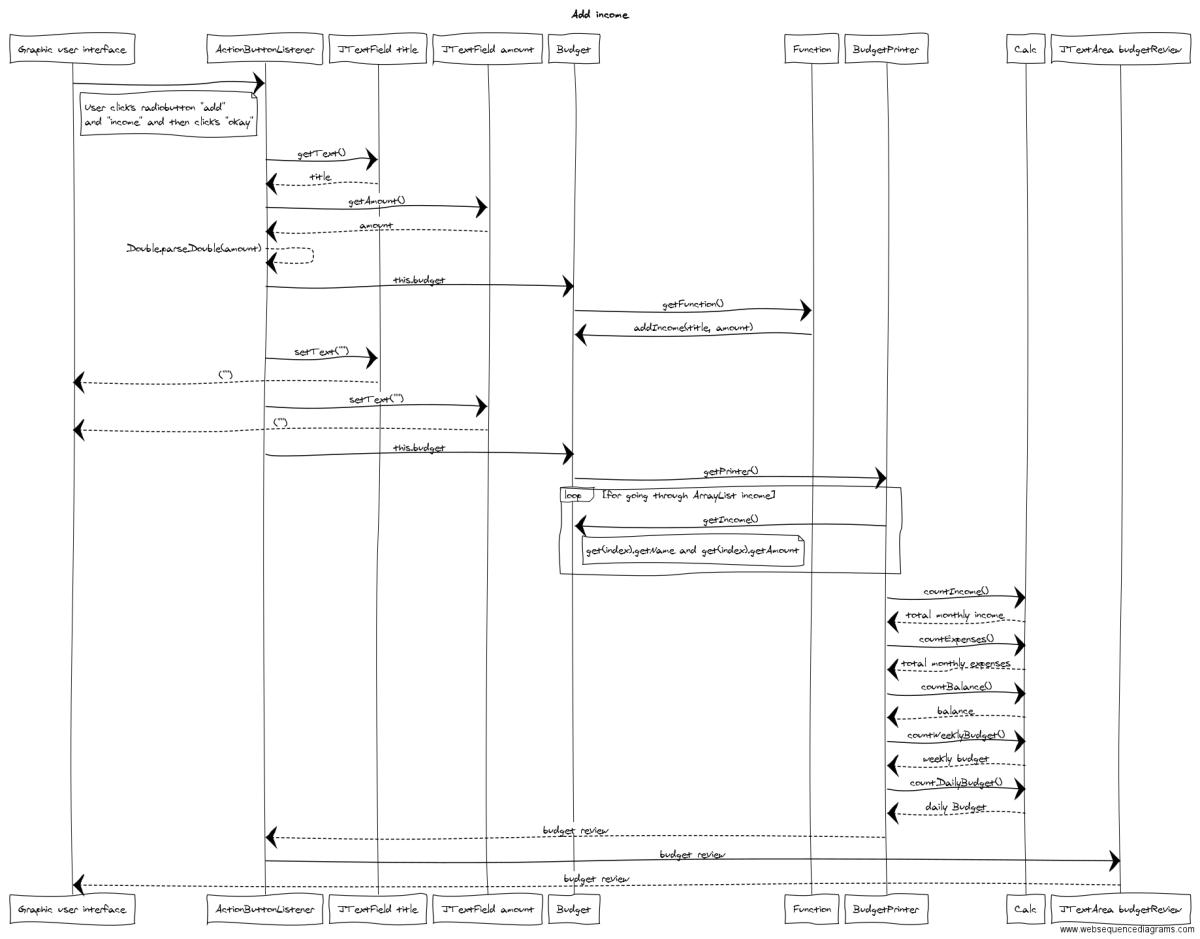 Add income
Graphic user interface
ActionButtonListener
JTextField title
JTextField amount
Budget
Function
BudgetPrinter
Calc
JTextArea budgetReview
User clicks radiobutton "add"
and "income" and then clicks "okay"
getText()
title
getAmount()
amount
Double.parseDouble(amount)
this.budget
getFunction()
addIncome(title, amount)
setText("")
("")
setText("")
("")
this.budget
getPrinter()
loop [for going through ArrayList income]
getIncome()
get(index).getName and get(index).getAmount
countIncome()
total monthly income
countExpenses()
total monthly expenses
countBalance()
balance
countWeeklyBudget()
weekly budget
countDailyBudget()
daily Budget
budget review
budget review
budget review
Graphic user interface
ActionButtonListener
JTextField title
JTextField amount
Budget
Function
BudgetPrinter
Calc
JTextArea budgetReview
www.websequencediagrams.com